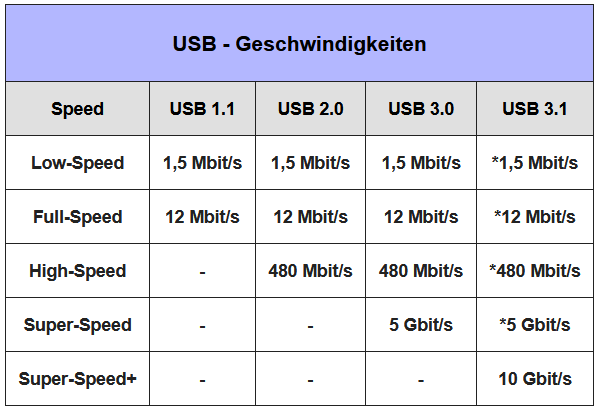 USB - Geschwindigkeiten
Speed USB 1.1 USB 2.0 USB 3.0 USB 3.1
Low-Speed 1,5 Mbit/s 1,5 Mbit/s 1,5 Mbit/s *1,5 Mbit/s
Full-Speed 12 Mbit/s 12 Mbit/s 12 Mbit/s *12 Mbit/s
High-Speed - 480 Mbit/s 480 Mbit/s *480 Mbit/s
Super-Speed - - 5 Gbit/s *5 Gbit/s
Super-Speed+ - - - 10 Gbit/s